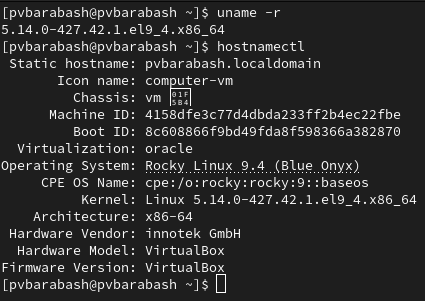 [pvbarabash@pvbarabash ~]$ uname -r
5.14.0-427.42.1.el9_4.x86_64
[pvbarabash@pvbarabash ~]$ hostnamectl
Static hostname: pvbarabash.localdomain
Icon name: computer-vm
Chassis: vm 🖴
Machine ID: 4158dfe3c77d4dbda233ff2b4ec22fbe
Boot ID: 8c608866f9bd49fda8f598366a382870
Virtualization: oracle
Operating System: Rocky Linux 9.4 (Blue Onyx)
CPE OS Name: cpe:/o:rocky:rocky:9::baseos
Kernel: Linux 5.14.0-427.42.1.el9_4.x86_64
Architecture: x86-64
Hardware Vendor: innotek GmbH
Hardware Model: VirtualBox
Firmware Version: VirtualBox
[pvbarabash@pvbarabash ~]$